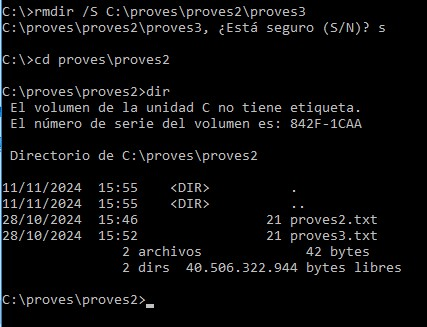 C:\>rmdir /S C:\proves\proves2\proves3
C:\proves\proves2\proves3, ¿Está seguro (S/N)? s
C:\>cd proves\proves2
C:\proves\proves2>dir
El volumen de la unidad C no tiene etiqueta.
El número de serie del volumen es: 842F-1CAA
Directorio de C:\proves\proves2
11/11/2024  15:55    <DIR>          .
11/11/2024  15:55    <DIR>          ..
28/10/2024  15:46                21 proves2.txt
28/10/2024  15:52                21 proves3.txt
2 archivos             42 bytes
2 dirs  40.506.322.944 bytes libres
C:\proves\proves2>_